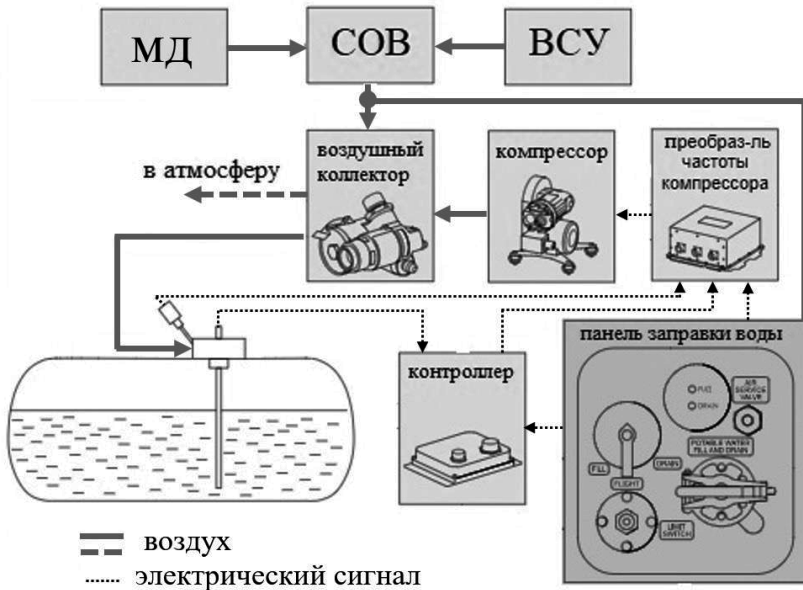 МД
СОВ
ВСУ
воздушный
коллектор
компрессор
преобраз-ль
частоты
компрессора
в атмосферу
панель заправки воды
контроллер
FULL
DRAIN
AIR
SERVICE
VALVE
POTABLE WATER
FILL AND DRAIN
FILL
DRAIN
FLIGHT
LIMIT
SWITCH
воздух
электрический сигнал